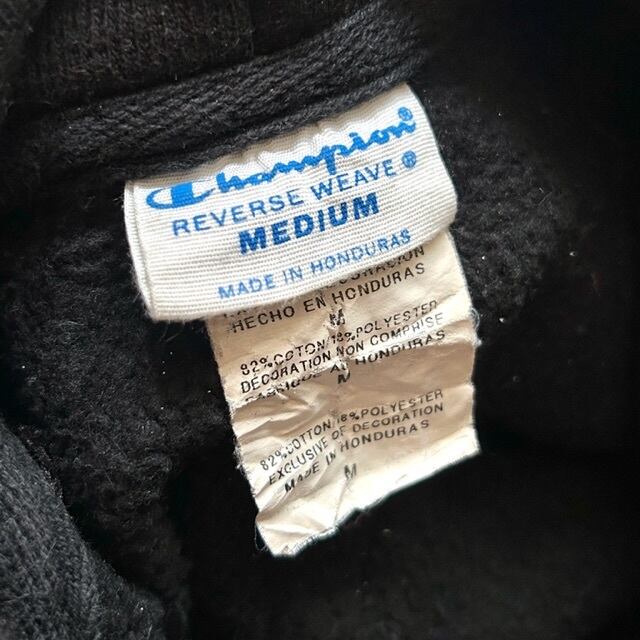 Champion®
REVERSE WEAVE®
MEDIUM
MADE IN HONDURAS
HECHO EN HONDURAS
M
82%COTTON/18%POLYESTER
DECORATION NON COMPRISE
HONDURAS
M
82%COTTON/18%POLYESTER
EXCLUSIVE OF DECORATION
MADE IN HONDURAS
M